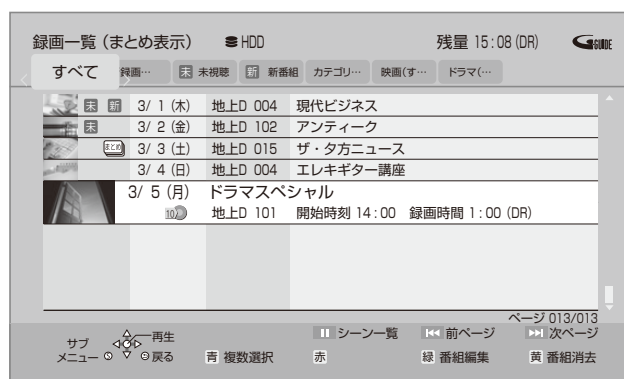 録画一覧 (まとめ表示) HDD 残量 15:08 (DR) G-GUIDE
すべて 録画… 未 未視聴 新 新番組 カテゴリ… 映画(す… ドラマ(…
未 新 3/ 1 (木) 地上D 004 現代ビジネス
未 3/ 2 (金) 地上D 102 アンティーク
まとめ 3/ 3 (土) 地上D 015 ザ・夕方ニュース
3/ 4 (日) 地上D 004 エレキギター講座
3/ 5 (月) ドラマスペシャル
地上D 101 開始時刻 14:00 録画時間 1:00 (DR)
ページ 013/013
サブメニュー 再生 戻る
シーン一覧 前ページ 次ページ
青 複数選択 赤 緑 番組編集 黄 番組消去